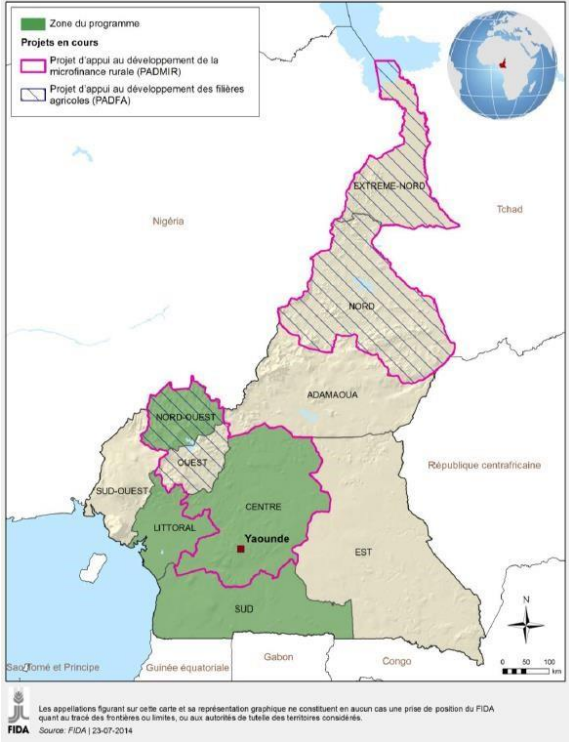 Zone du programme
Projets en cours
Projet d'appui au développement de la
microfinance rurale (PADMIR)
Projet d'appui au développement des filières
agricoles (PADFA)
EXTREME-NORD
Nigéria
Tchad
NORD
ADAMAOUA
NORD-OUEST
OUEST
République centrafricaine
SUD-OUEST
CENTRE
LITTORAL
Yaounde
EST
SUD
N
Sao Tomé et Principe
Guinée équatoriale
Gabon
Congo
0 50 100
km
Les appellations figurant sur cette carte et sa représentation graphique ne constituent en aucun cas une prise de position du FIDA
quant au tracé des frontières ou limites, ou aux autorités de tutelle des territoires considérés.
FIDA
Source: FIDA | 23-07-2014